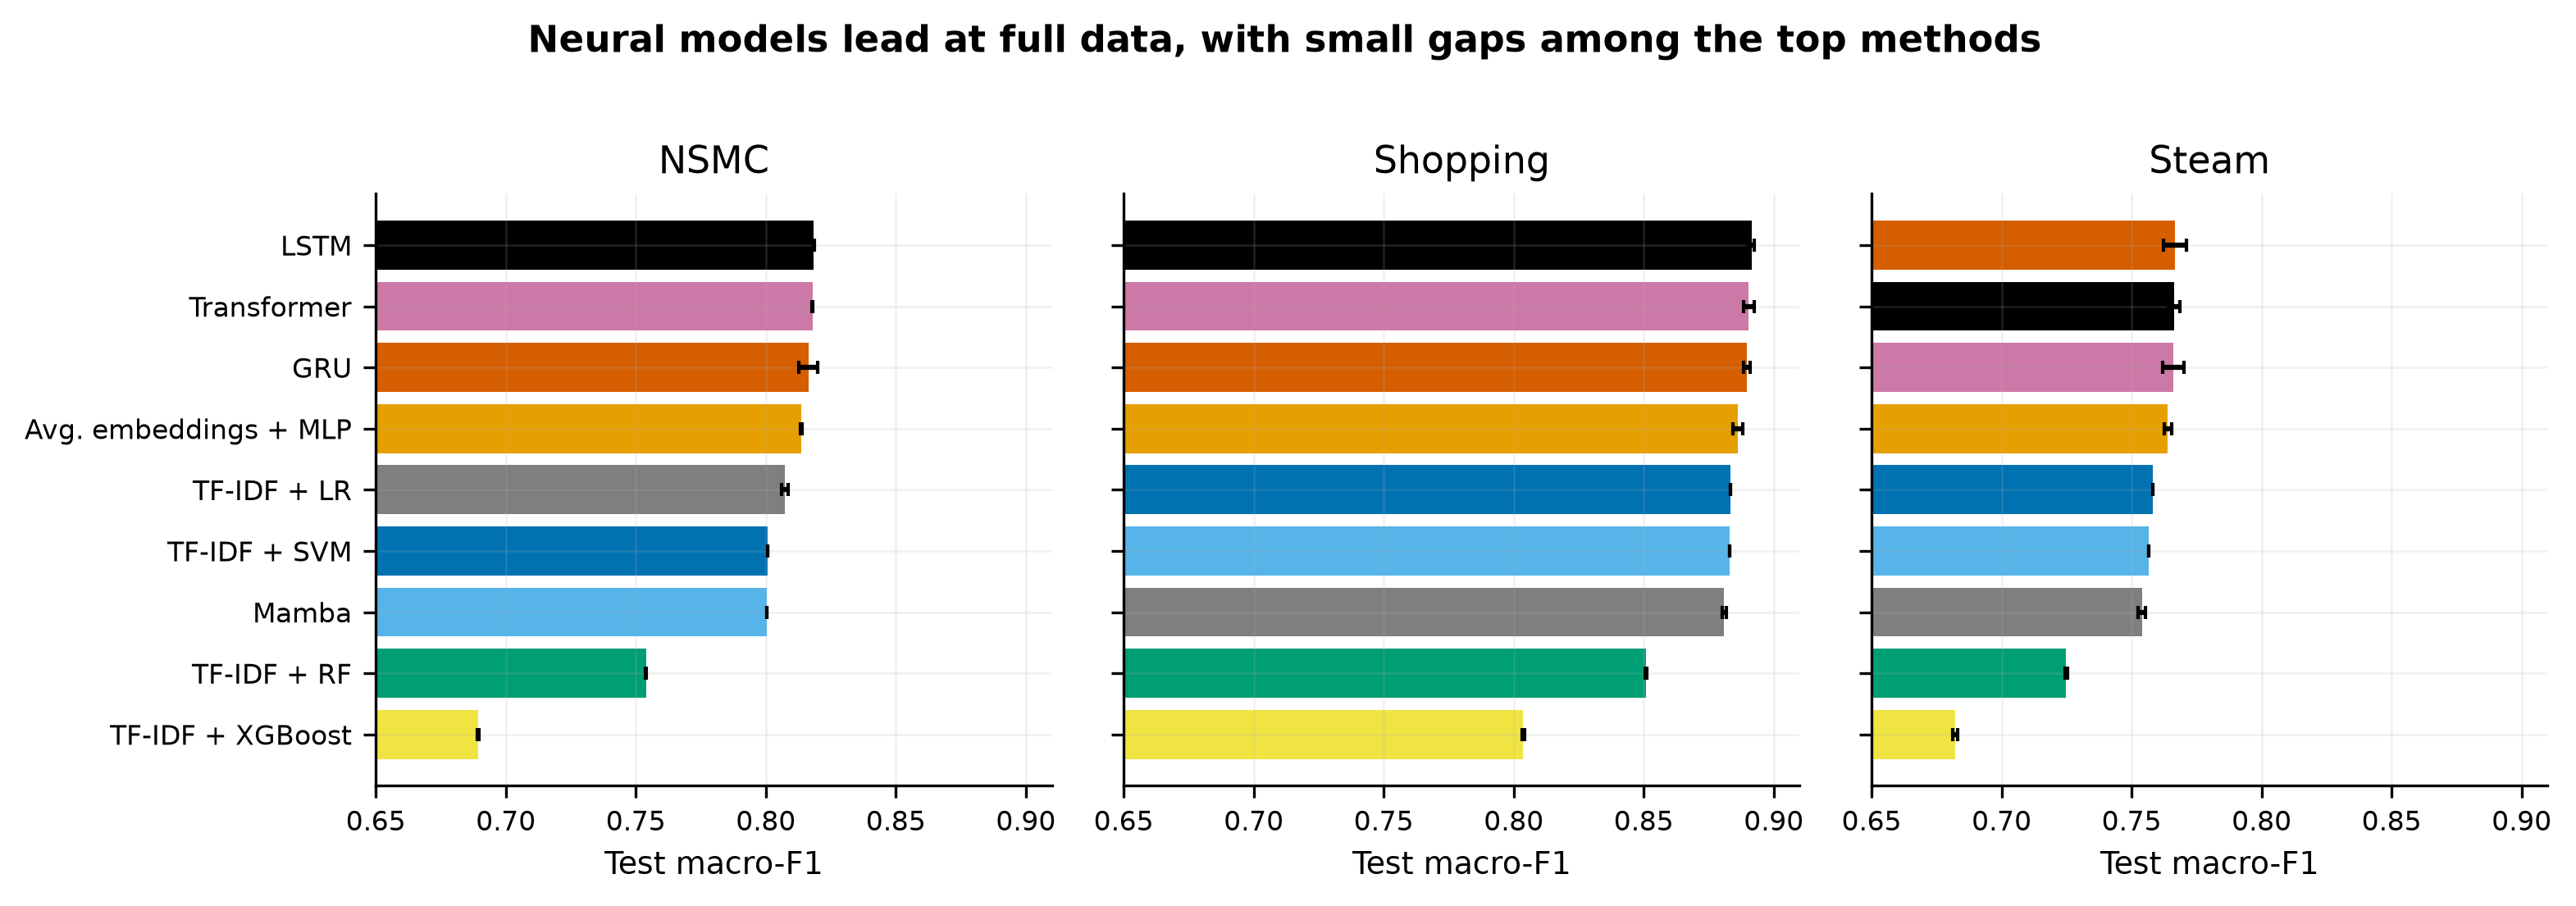 Neural models lead at full data, with small gaps among the top methods
NSMC
Shopping
Steam
LSTM
Transformer
GRU
Avg. embeddings + MLP
TF-IDF + LR
TF-IDF + SVM
Mamba
TF-IDF + RF
TF-IDF + XGBoost
0.65 0.70 0.75 0.80 0.85 0.90
0.65 0.70 0.75 0.80 0.85 0.90
0.65 0.70 0.75 0.80 0.85 0.90
Test macro-F1
Test macro-F1
Test macro-F1